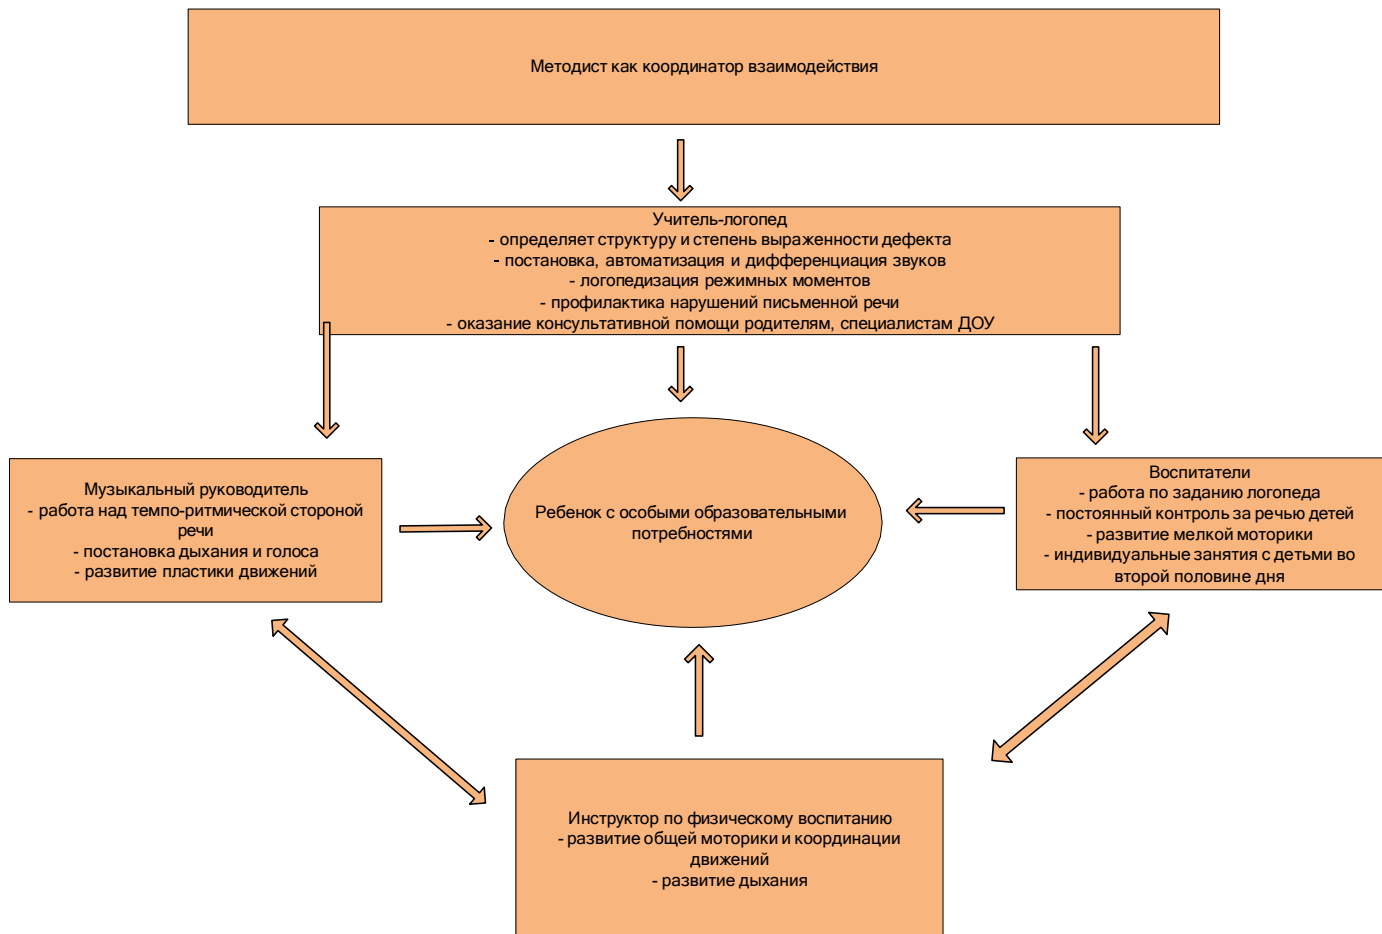 Методист как координатор взаимодействия
Учитель-логопед
- определяет структуру и степень выраженности дефекта
- постановка, автоматизация и дифференциация звуков
- логопедизация режимных моментов
- профилактика нарушений письменной речи
- оказание консультативной помощи родителям, специалистам ДОУ
Музыкальный руководитель
- работа над темпо-ритмической стороной
речи
- постановка дыхания и голоса
- развитие пластики движений
Ребенок с особыми образовательными
потребностями
Воспитатели
- работа по заданию логопеда
- постоянный контроль за речью детей
- развитие мелкой моторики
- индивидуальные занятия с детьми во
второй половине дня
Инструктор по физическому воспитанию
- развитие общей моторики и координации
движений
- развитие дыхания